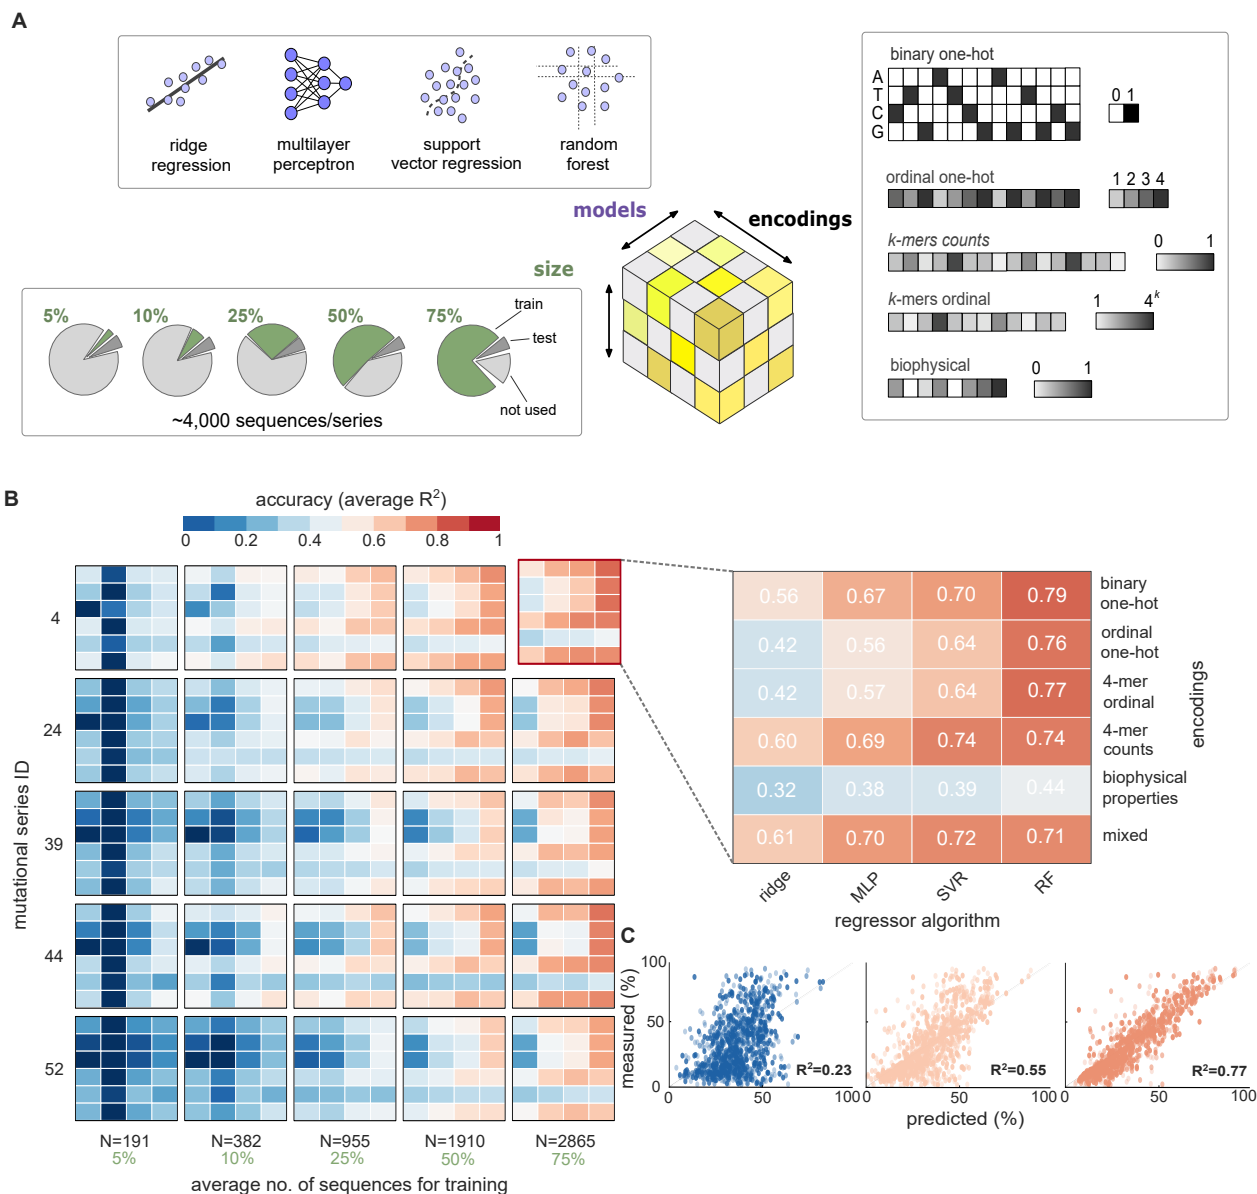 A
ridge
regression
multilayer
perceptron
support
vector regression
random
forest
models
encodings
size
5%
10%
25%
50%
75%
train
test
not used
~4,000 sequences/series
binary one-hot
A
T
C
G
0 1
ordinal one-hot
1 2 3 4
k-mers counts
0 1
k-mers ordinal
1 4^k
biophysical
0 1
B
accuracy (average R²)
0 0.2 0.4 0.6 0.8 1
mutational series ID
4
24
39
44
52
N=191 N=382 N=955 N=1910 N=2865
5% 10% 25% 50% 75%
average no. of sequences for training
0.56 0.67 0.70 0.79
binary
one-hot
0.42 0.56 0.64 0.76
ordinal
one-hot
0.42 0.57 0.64 0.77
4-mer
ordinal
0.60 0.69 0.74 0.74
4-mer
counts
0.32 0.38 0.39 0.44
biophysical
properties
0.61 0.70 0.72 0.71
mixed
encodings
ridge MLP SVR RF
regressor algorithm
C
measured (%)
100
50
0
R²=0.23
R²=0.55
R²=0.77
50 100
50 100
50 100
predicted (%)